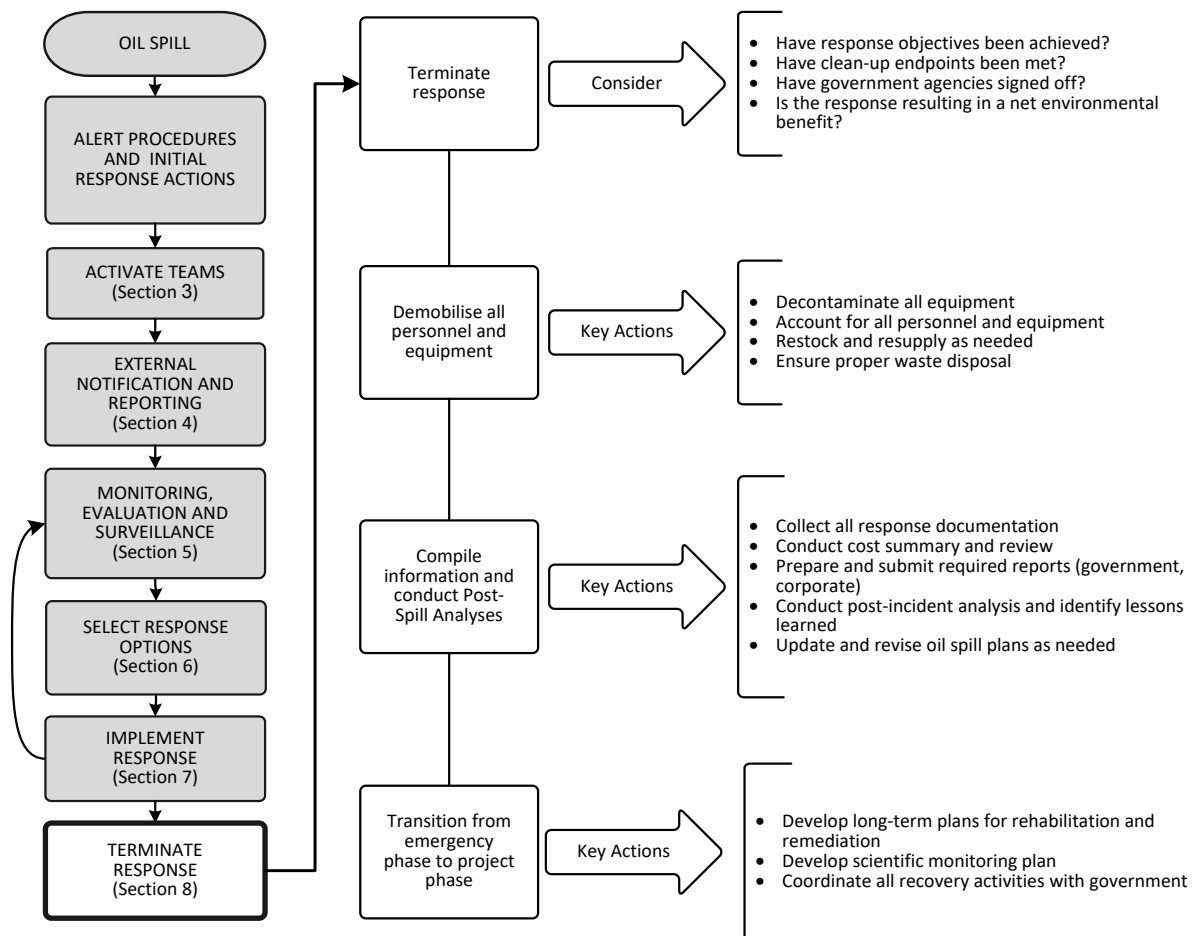 OIL SPILL
ALERT PROCEDURES
AND INITIAL
RESPONSE ACTIONS
ACTIVATE TEAMS
(Section 3)
EXTERNAL
NOTIFICATION AND
REPORTING
(Section 4)
MONITORING,
EVALUATION AND
SURVEILLANCE
(Section 5)
SELECT RESPONSE
OPTIONS
(Section 6)
IMPLEMENT
RESPONSE
(Section 7)
TERMINATE
RESPONSE
(Section 8)
Terminate
response
Consider
• Have response objectives been achieved?
• Have clean-up endpoints been met?
• Have government agencies signed off?
• Is the response resulting in a net environmental
benefit?
Demobilise all
personnel and
equipment
Key Actions
• Decontaminate all equipment
• Account for all personnel and equipment
• Restock and resupply as needed
• Ensure proper waste disposal
Compile
information and
conduct Post-
Spill Analyses
Key Actions
• Collect all response documentation
• Conduct cost summary and review
• Prepare and submit required reports (government,
corporate)
• Conduct post-incident analysis and identify lessons
learned
• Update and revise oil spill plans as needed
Transition from
emergency
phase to project
phase
Key Actions
• Develop long-term plans for rehabilitation and
remediation
• Develop scientific monitoring plan
• Coordinate all recovery activities with government